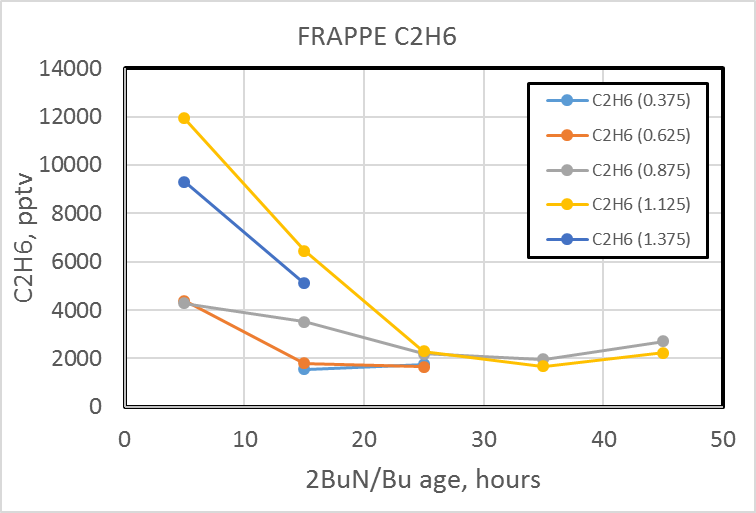 FRAPPE C2H6
14000
12000
10000
8000
6000
4000
2000
0
C2H6, pptv
C2H6 (0.375)
C2H6 (0.625)
C2H6 (0.875)
C2H6 (1.125)
C2H6 (1.375)
0 10 20 30 40 50
2BuN/Bu age, hours